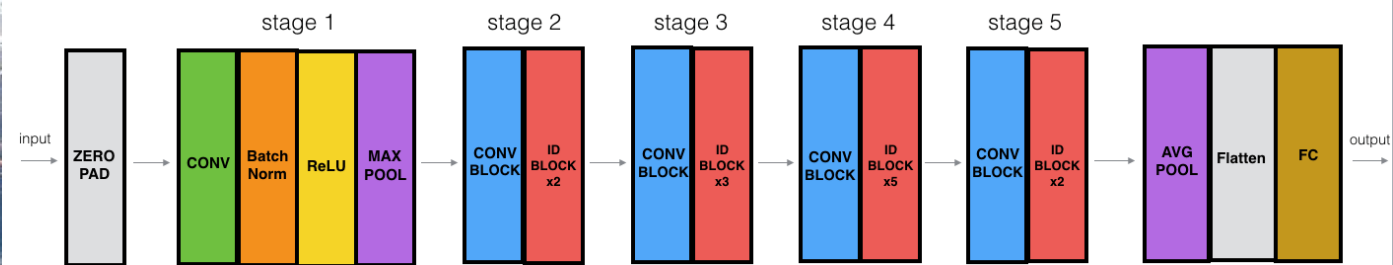 stage 1
stage 2
stage 3
stage 4
stage 5
input
ZERO
PAD
CONV
Batch
Norm
ReLU
MAX
POOL
CONV
BLOCK
ID
BLOCK
x2
CONV
BLOCK
ID
BLOCK
x3
CONV
BLOCK
ID
BLOCK
x5
CONV
BLOCK
ID
BLOCK
x2
AVG
POOL
Flatten
FC
output